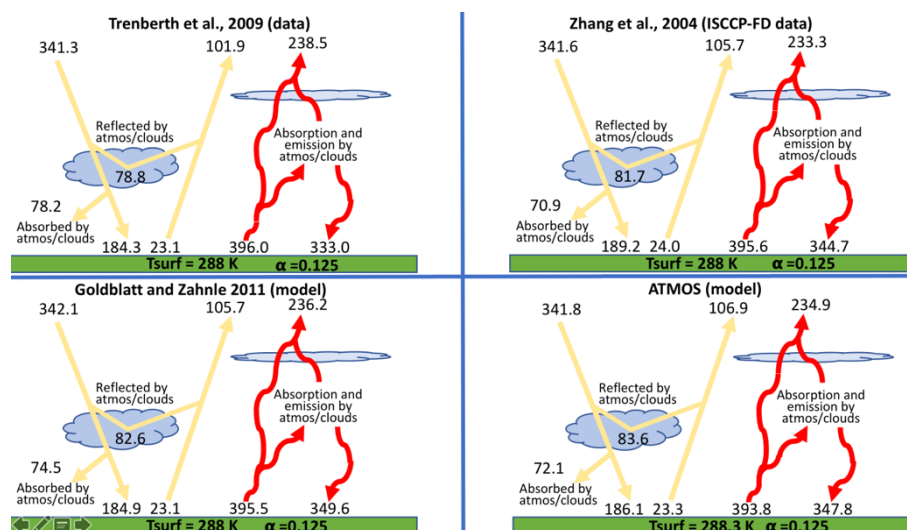 Trenberth et al., 2009 (data)
341.3
101.9
238.5
Reflected by
atmos/clouds
78.8
Absorption and
emission by
atmos/clouds
78.2
Absorbed by
atmos/clouds
184.3
23.1
396.0
333.0
Tsurf = 288 K α =0.125
Zhang et al., 2004 (ISCCP-FD data)
341.6
105.7
233.3
Reflected by
atmos/clouds
81.7
Absorption and
emission by
atmos/clouds
70.9
Absorbed by
atmos/clouds
189.2
24.0
395.6
344.7
Tsurf = 288 K α =0.125
Goldblatt and Zahnle 2011 (model)
342.1
105.7
236.2
Reflected by
atmos/clouds
82.6
Absorption and
emission by
atmos/clouds
74.5
Absorbed by
atmos/clouds
184.9
23.1
395.5
349.6
Tsurf = 288 K α =0.125
ATMOS (model)
341.8
106.9
234.9
Reflected by
atmos/clouds
83.6
Absorption and
emission by
atmos/clouds
72.1
Absorbed by
atmos/clouds
186.1
23.3
393.8
347.8
Tsurf = 288.3 K α =0.125